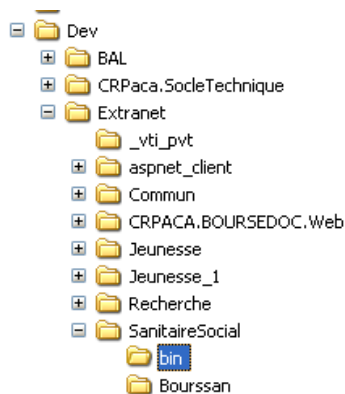 Dev
BAL
CRPaca.SocleTechnique
Extranet
_vti_pvt
aspnet_client
Commun
CRPACA.BOURSEDOC.Web
Jeunesse
Jeunesse_1
Recherche
SanitaireSocial
bin
Bourssan